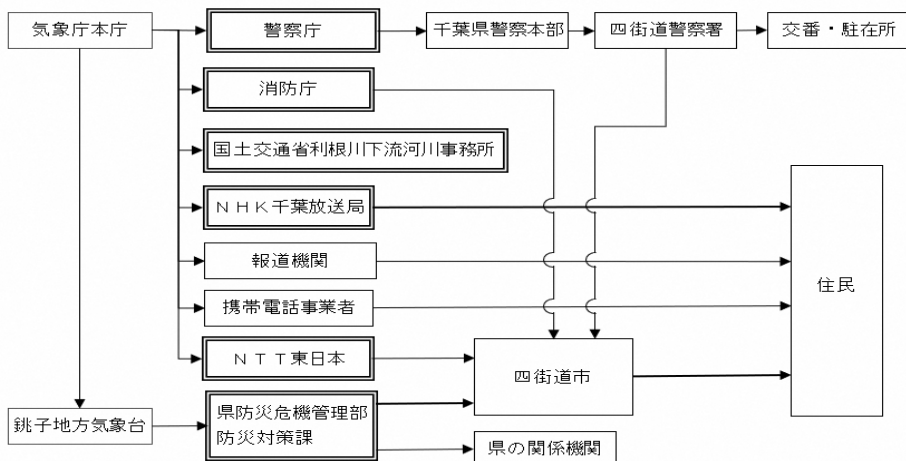 気象庁本庁
警察庁
千葉県警察本部
四街道警察署
交番・駐在所
消防庁
国土交通省利根川下流河川事務所
ＮＨＫ千葉放送局
報道機関
携帯電話事業者
住民
ＮＴＴ東日本
四街道市
銚子地方気象台
県防災危機管理部
防災対策課
県の関係機関